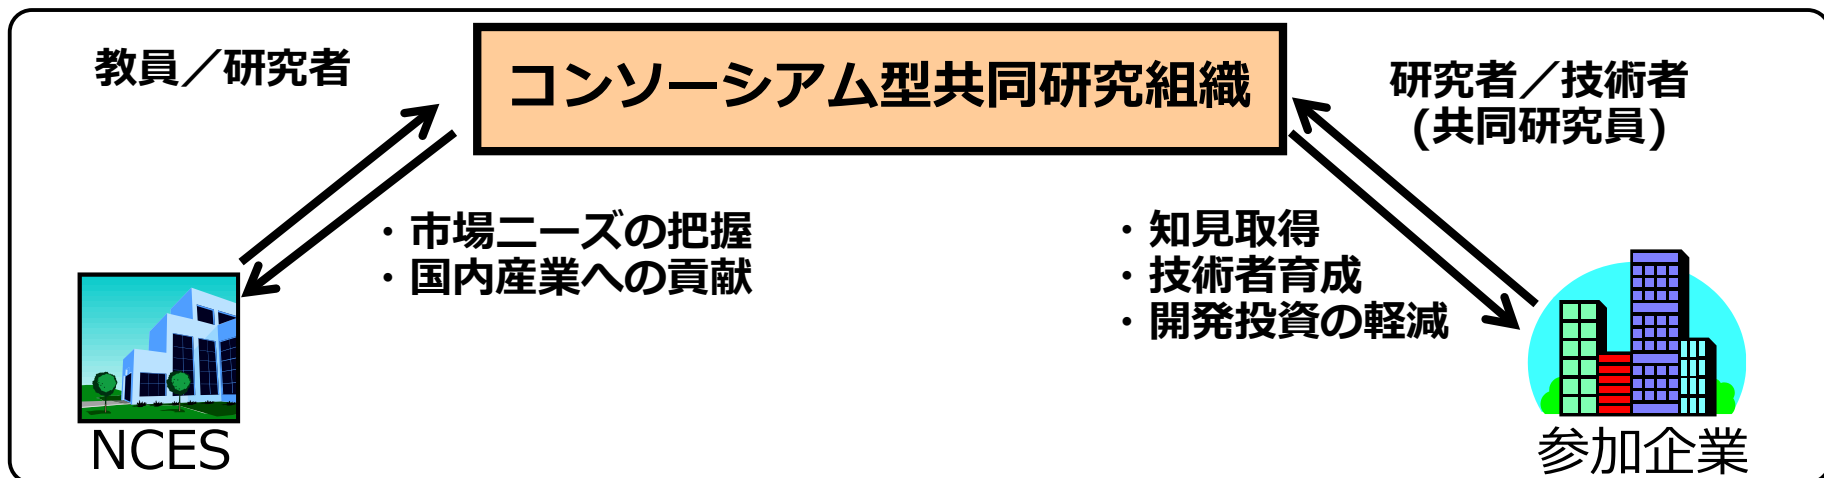 教員／研究者
コンソーシアム型共同研究組織
研究者／技術者
(共同研究員)
・市場ニーズの把握
・国内産業への貢献
・知見取得
・技術者育成
・開発投資の軽減
NCES
参加企業